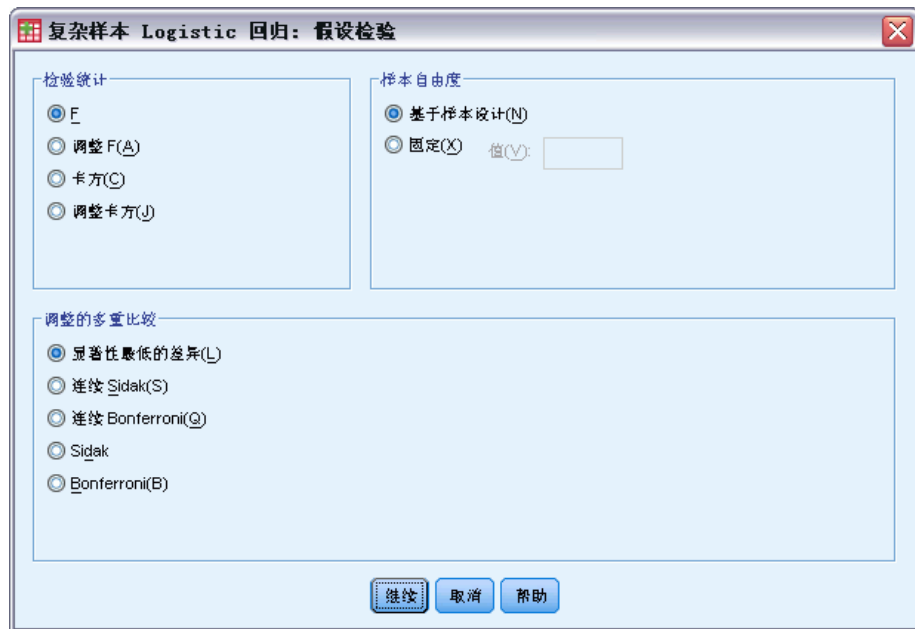 复杂样本 Logistic 回归: 假设检验
检验统计
F
调整 F(A)
卡方(C)
调整卡方(J)
样本自由度
基于样本设计(N)
固定(X) 值(V):
调整的多重比较
显著性最低的差异(L)
连续 Sidak(S)
连续 Bonferroni(Q)
Sidak
Bonferroni(B)
继续 取消 帮助